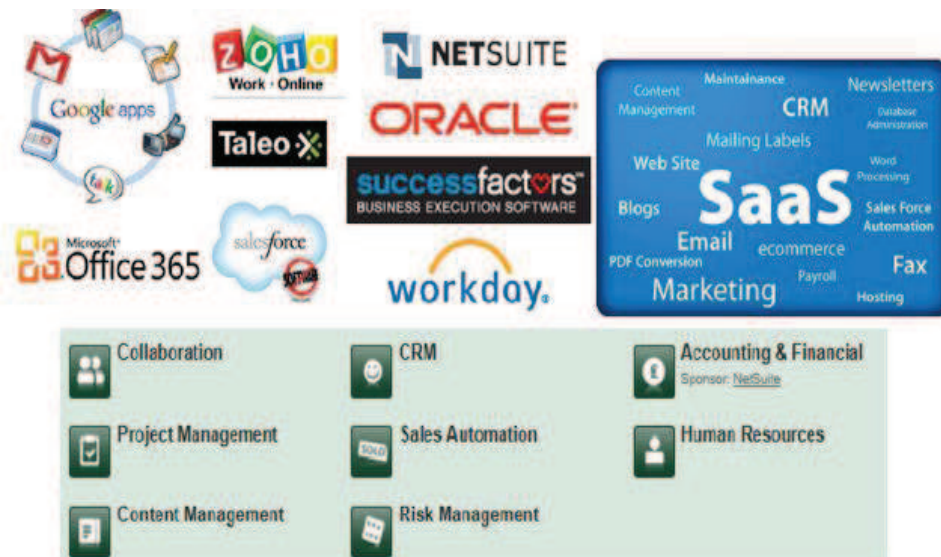 Google apps
talk
Microsoft®
Office 365
ZOHO
Work · Online
Taleo
salesforce
SOFTWARE
N NETSUITE
ORACLE®
successfactors™
BUSINESS EXECUTION SOFTWARE
workday.
Content
Management
Maintainance
CRM
Newsletters
Database
Administration
Mailing Labels
Web Site
Word
Processing
SaaS
Blogs
Sales Force
Automation
Email
ecommerce
PDF Conversion
Fax
Payroll
Marketing
Hosting
Collaboration
CRM
Accounting & Financial
Sponsor: NetSuite
Project Management
SOLD
Sales Automation
Human Resources
Content Management
Risk Management